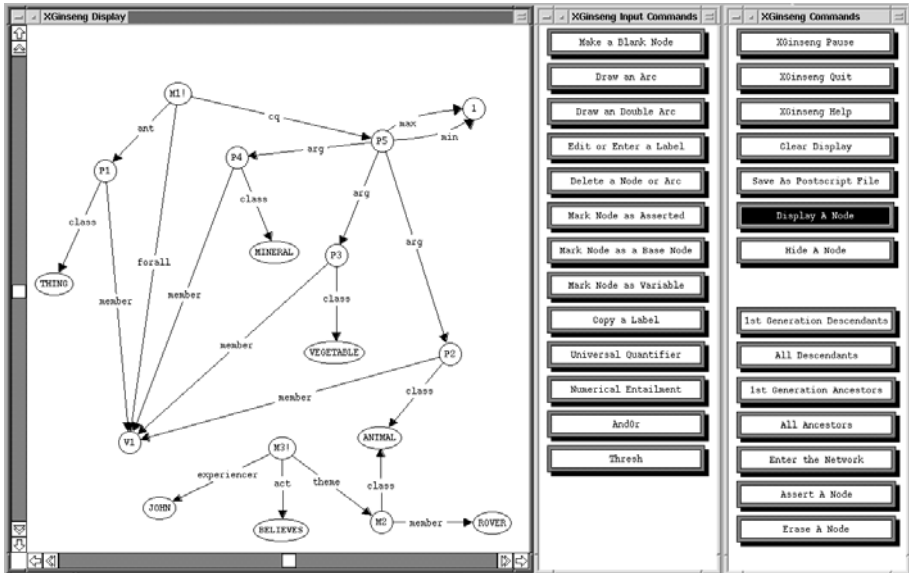 XGinseng Display
M1!
1
max
cq
ant
min
P5
P4
arg
P1
arg
class
class
arg
MINERAL
P3
forall
THING
member
member
class
member
VEGETABLE
P2
class
member
V1
M3!
ANIMAL
experiencer
act
theme
class
JOHN
BELIEVES
M2
member
ROVER
XGinseng Input Commands
Make a Blank Node
Draw an Arc
Draw an Double Arc
Edit or Enter a Label
Delete a Node or Arc
Mark Node as Asserted
Mark Node as a Base Node
Mark Node as Variable
Copy a Label
Universal Quantifier
Numerical Entailment
AndOr
Thresh
XGinseng Commands
XGinseng Pause
XGinseng Quit
XGinseng Help
Clear Display
Save As Postscript File
Display A Node
Hide A Node
1st Generation Descendants
All Descendants
1st Generation Ancestors
All Ancestors
Enter the Network
Assert A Node
Erase A Node